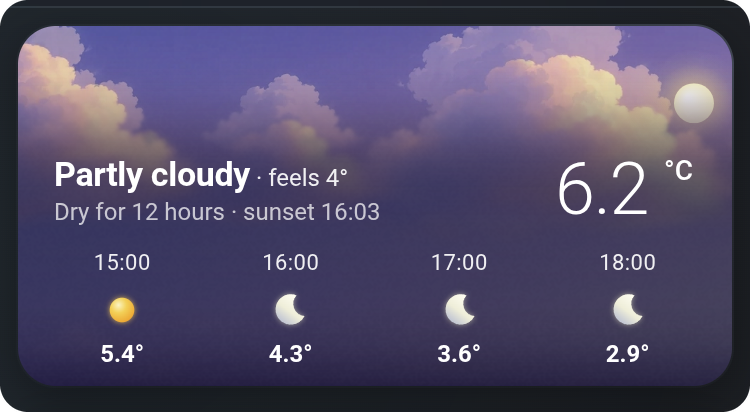 Partly cloudy · feels 4°
6.2 °C
Dry for 12 hours · sunset 16:03
15:00 16:00 17:00 18:00
5.4° 4.3° 3.6° 2.9°